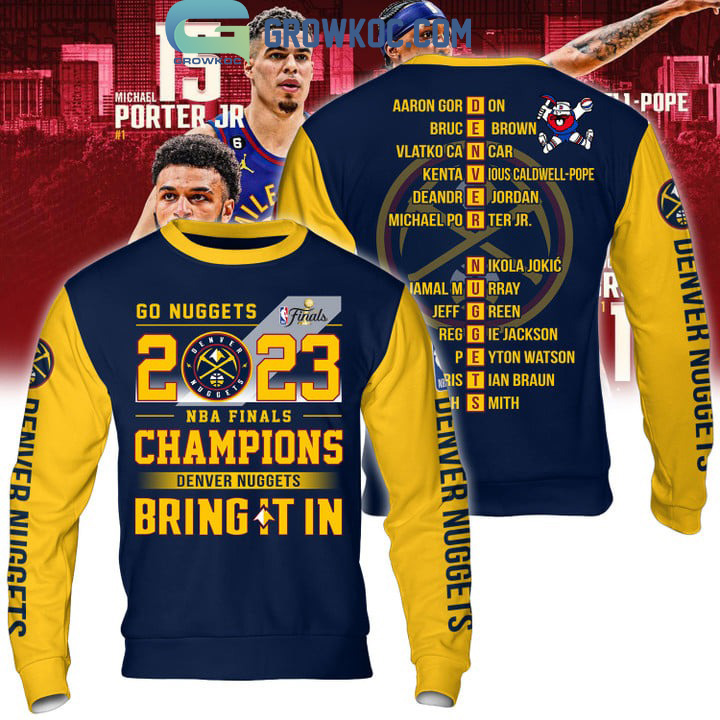 GROWKOC.COM
GROWKOC
15
MICHAEL
PORTER JR
#1
6
LL-POPE
AARON GOR D ON
BRUC E BROWN
VLATKO CA N CAR
KENTA V IOUS CALDWELL-POPE
DEANDR E JORDAN
MICHAEL PO R TER JR.
N IKOLA JOKIĆ
JAMAL M U RRAY
JEFF G REEN
REG G IE JACKSON
P E YTON WATSON
RIS T IAN BRAUN
H S MITH
DENVER NUGGETS
GO NUGGETS
NBA Finals
2023
DENVER NUGGETS
NBA FINALS
CHAMPIONS
DENVER NUGGETS
BRING IT IN
DENVER NUGGETS
DENVER NUGGETS